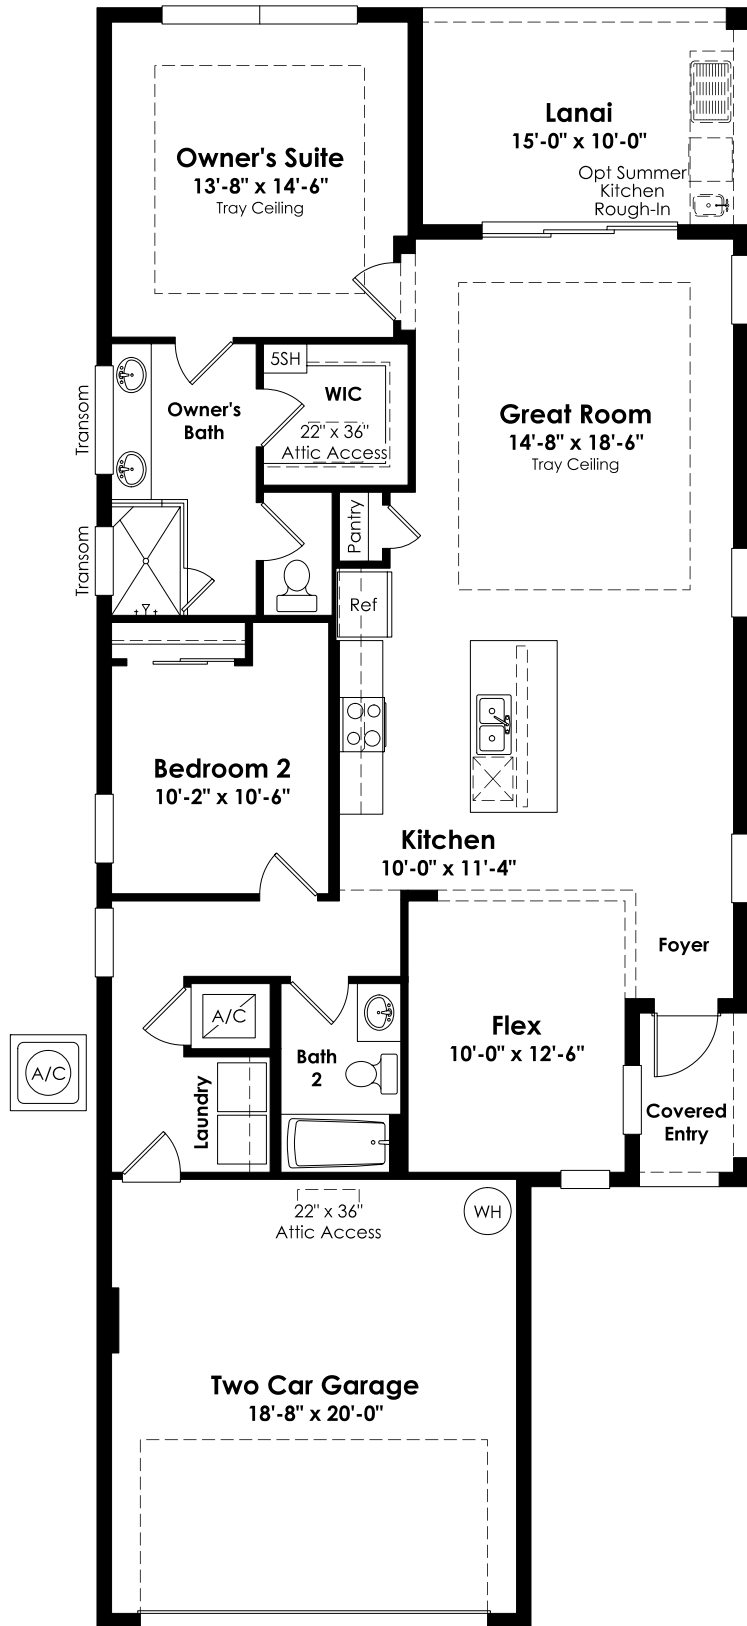 Lanai
15'-0" x 10'-0"
Opt Summer
Kitchen
Rough-In
Owner's Suite
13'-8" x 14'-6"
Tray Ceiling
5SH
WIC
22" x 36"
Attic Access
Owner's
Bath
Transom
Transom
Great Room
14'-8" x 18'-6"
Tray Ceiling
Pantry
Ref
Bedroom 2
10'-2" x 10'-6"
Kitchen
10'-0" x 11'-4"
Foyer
A/C
Flex
10'-0" x 12'-6"
Bath
2
A/C
Laundry
Covered
Entry
22" x 36"
Attic Access
WH
Two Car Garage
18'-8" x 20'-0"